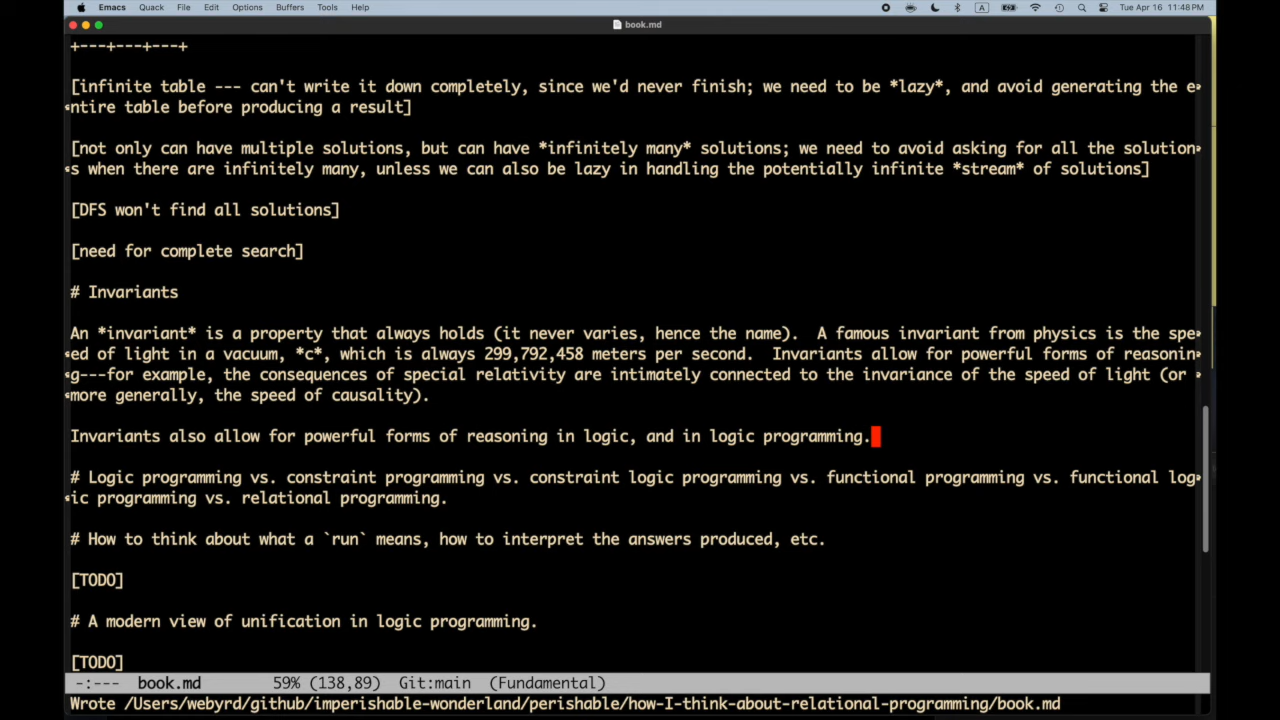 Emacs Quack File Edit Options Buffers Tools Help A Tue Apr 16 11:48 PM
book.md
+---+---+---+
[infinite table --- can't write it down completely, since we'd never finish; we need to be *lazy*, and avoid generating the e
ntire table before producing a result]
[not only can have multiple solutions, but can have *infinitely many* solutions; we need to avoid asking for all the solution
s when there are infinitely many, unless we can also be lazy in handling the potentially infinite *stream* of solutions]
[DFS won't find all solutions]
[need for complete search]
# Invariants
An *invariant* is a property that always holds (it never varies, hence the name).  A famous invariant from physics is the spe
ed of light in a vacuum, *c*, which is always 299,792,458 meters per second.  Invariants allow for powerful forms of reasonin
g---for example, the consequences of special relativity are intimately connected to the invariance of the speed of light (or
more generally, the speed of causality).
Invariants also allow for powerful forms of reasoning in logic, and in logic programming.
# Logic programming vs. constraint programming vs. constraint logic programming vs. functional programming vs. functional log
ic programming vs. relational programming.
# How to think about what a `run` means, how to interpret the answers produced, etc.
[TODO]
# A modern view of unification in logic programming.
[TODO]
-:--- book.md 59% (138,89) Git:main (Fundamental)
Wrote /Users/webyrd/github/imperishable-wonderland/perishable/how-I-think-about-relational-programming/book.md